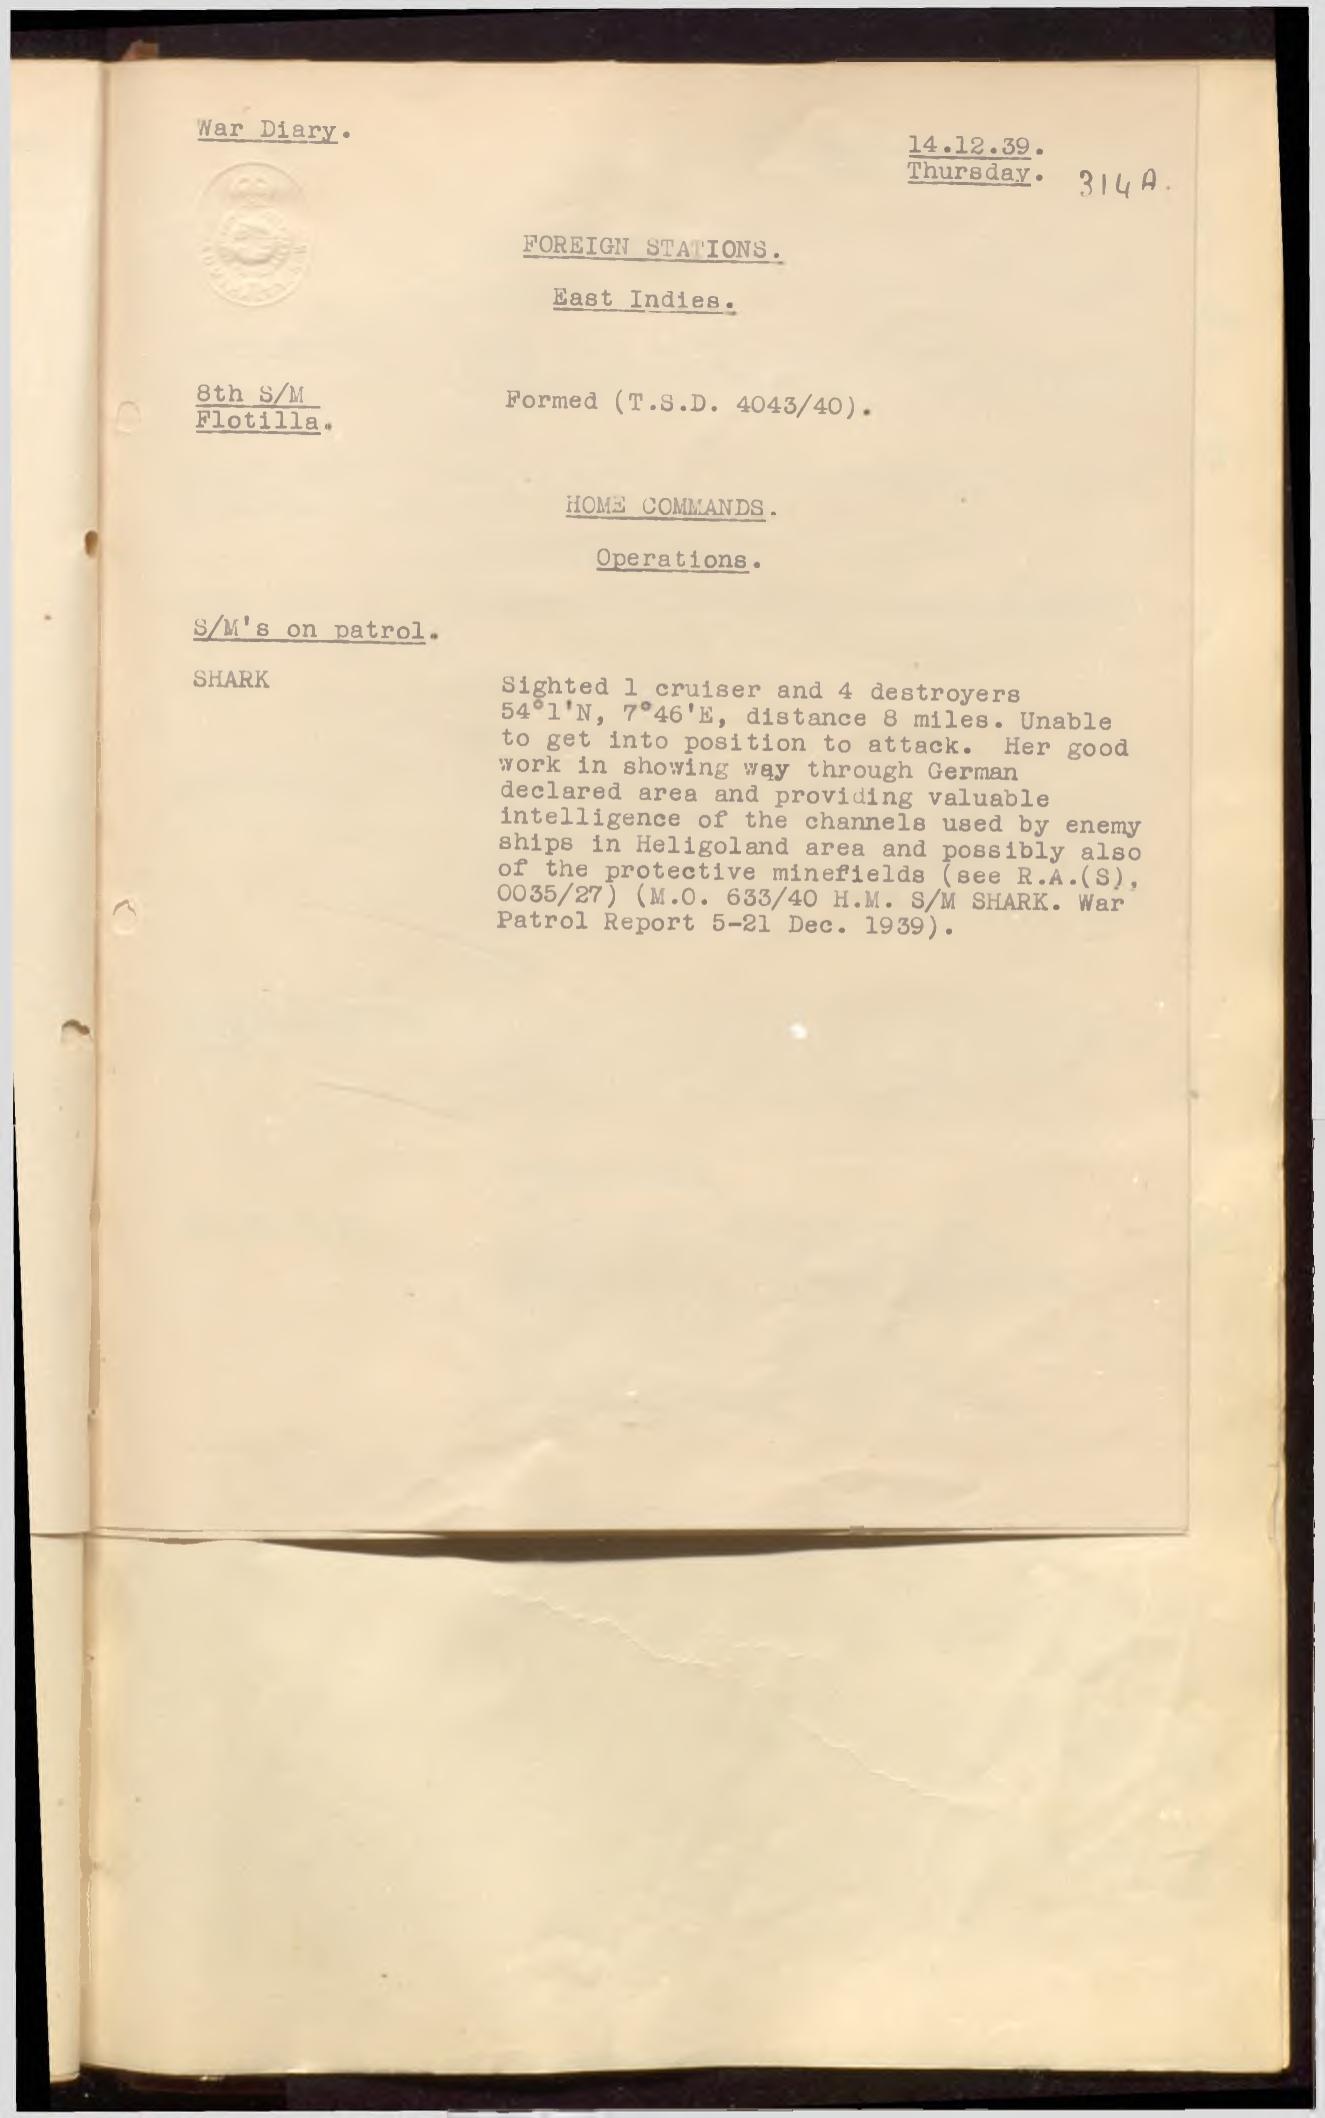 War Diary.
14.12.39.
Thursday.
314A.
FOREIGN STATIONS.
East Indies.
8th S/M
Flotilla.
Formed (T.S.D. 4043/40).
HOME COMMANDS.
Operations.
S/M's on patrol.
SHARK
Sighted 1 cruiser and 4 destroyers
54°1'N, 7°46'E, distance 8 miles. Unable
to get into position to attack. Her good
work in showing way through German
declared area and providing valuable
intelligence of the channels used by enemy
ships in Heligoland area and possibly also
of the protective minefields (see R.A.(S),
0035/27) (M.O. 633/40 H.M. S/M SHARK. War
Patrol Report 5-21 Dec. 1939).